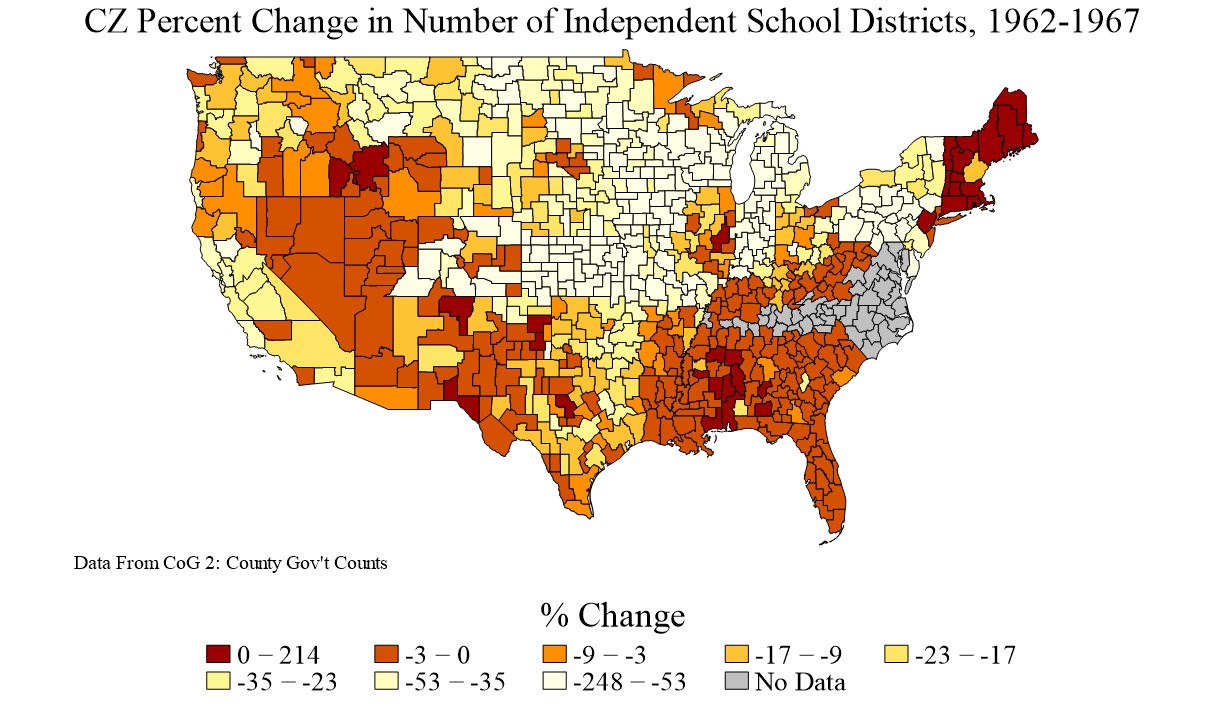 CZ Percent Change in Number of Independent School Districts, 1962-1967
Data From CoG 2: County Gov't Counts
% Change
0 − 214
-3 − 0
-9 − -3
-17 − -9
-23 − -17
-35 − -23
-53 − -35
-248 − -53
No Data